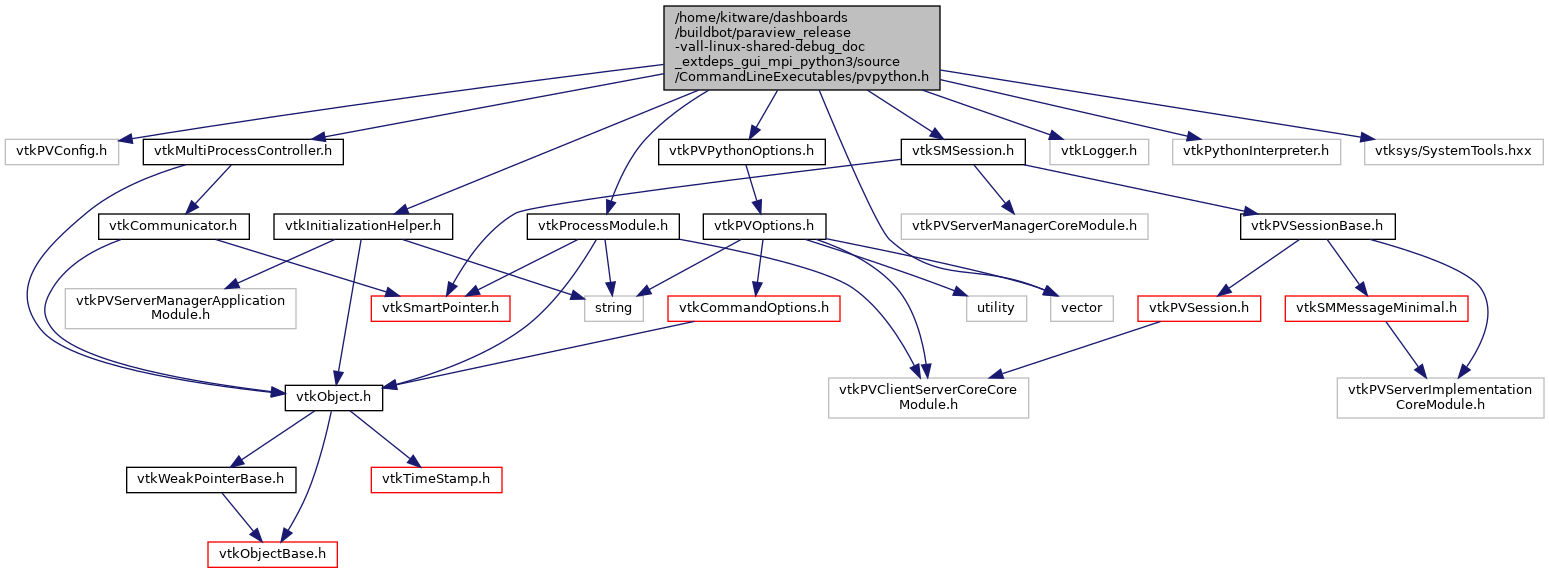 /home/kitware/dashboards
/buildbot/paraview_release
-vall-linux-shared-debug_doc
_extdeps_gui_mpi_python3/source
/CommandLineExecutables/pvpython.h
vtkPVConfig.h
vtkMultiProcessController.h
vtkPVPythonOptions.h
vtkSMSession.h
vtkLogger.h
vtkPythonInterpreter.h
vtksys/SystemTools.hxx
vtkCommunicator.h
vtkInitializationHelper.h
vtkProcessModule.h
vtkPVOptions.h
vtkPVServerManagerCoreModule.h
vtkPVSessionBase.h
vtkPVServerManagerApplication
Module.h
vtkSmartPointer.h
string
vtkCommandOptions.h
utility
vector
vtkPVSession.h
vtkSMMessageMinimal.h
vtkObject.h
vtkPVClientServerCoreCore
Module.h
vtkPVServerImplementation
CoreModule.h
vtkWeakPointerBase.h
vtkTimeStamp.h
vtkObjectBase.h